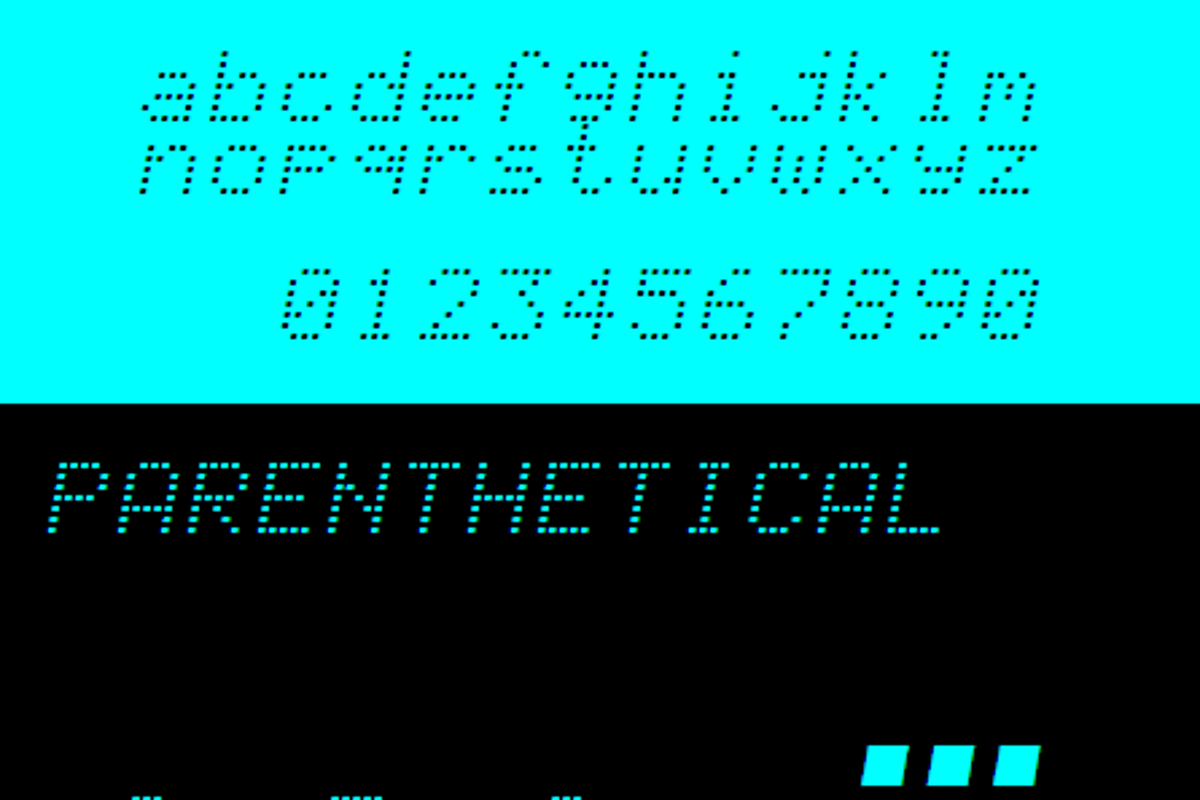 abcdefghijklm
nopqrstuvwxyz
01234567890
PARENTHETICAL